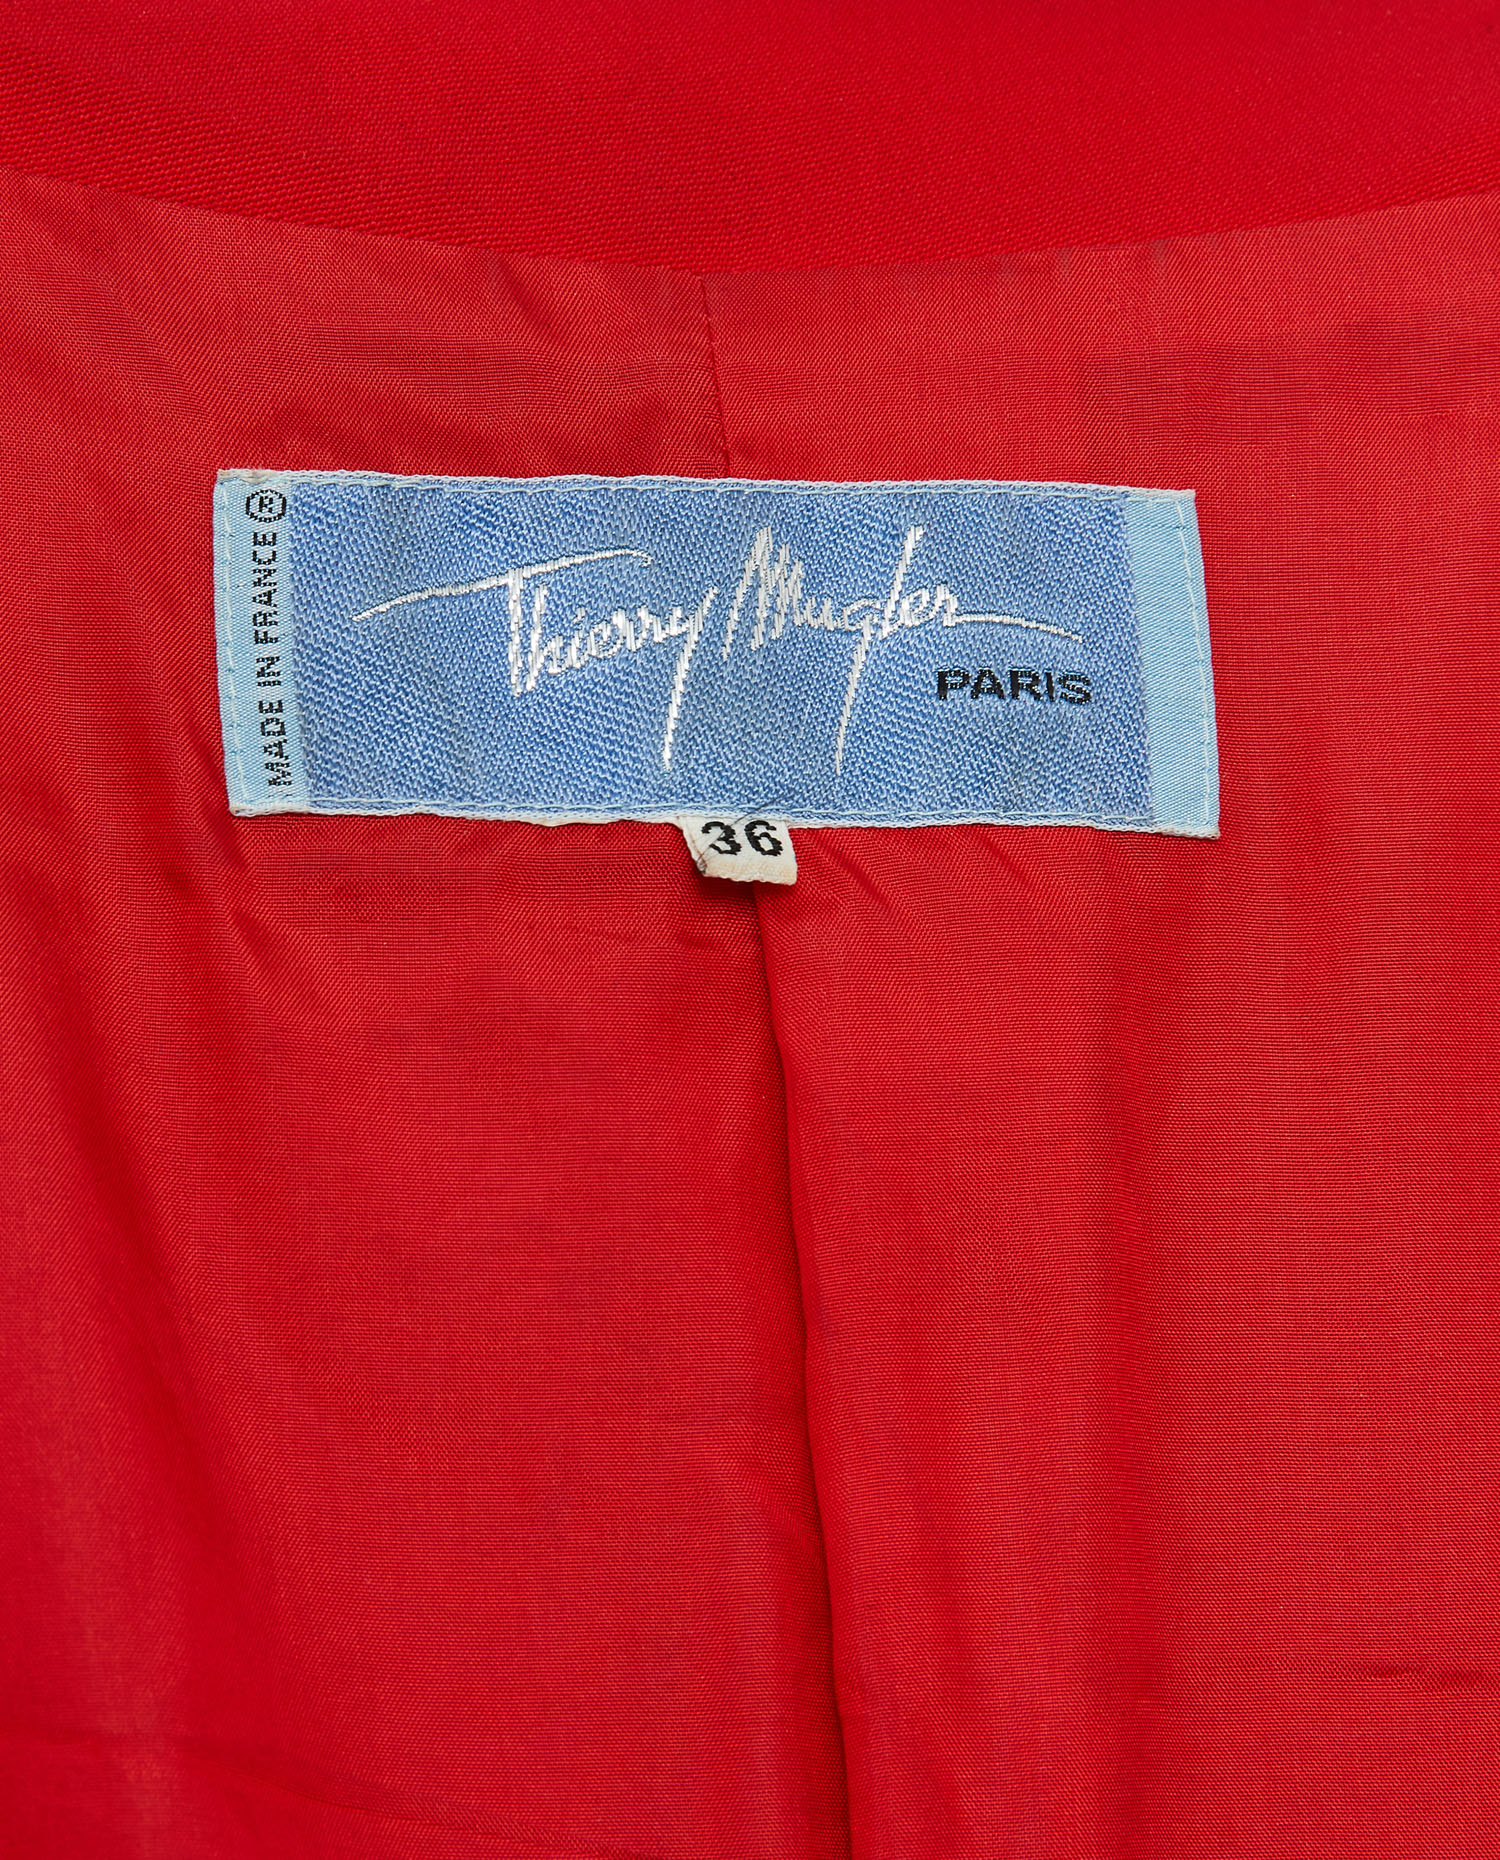 MADE IN FRANCE ®
Thierry Mugler
PARIS
36